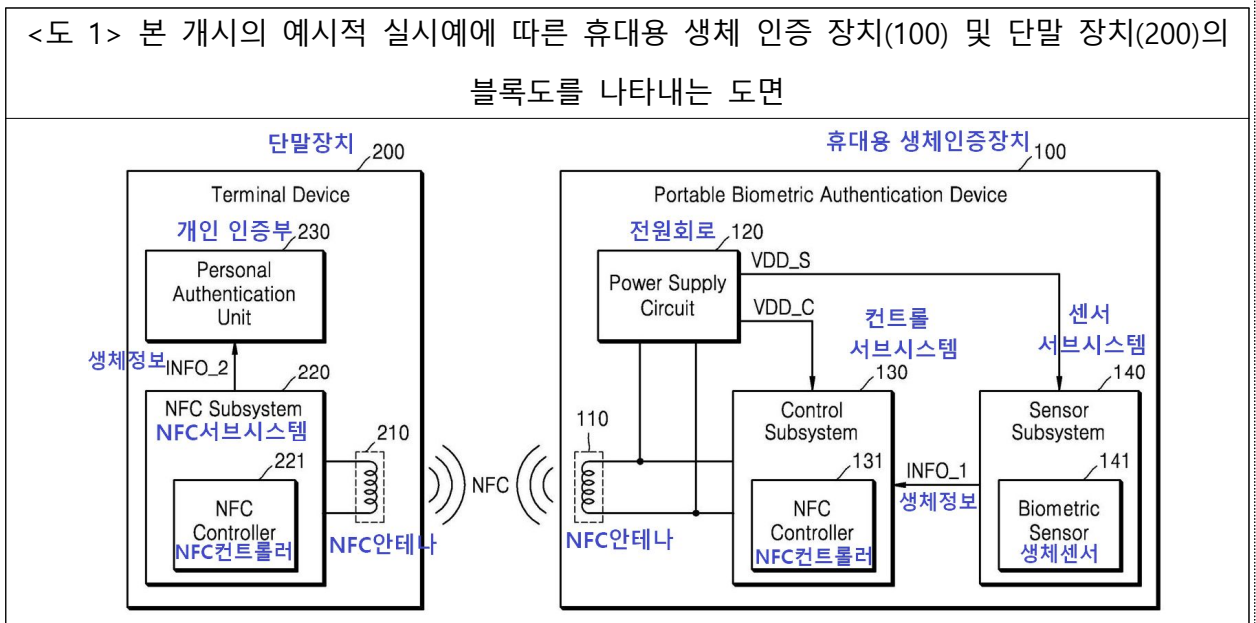 <도 1> 본 개시의 예시적 실시예에 따른 휴대용 생체 인증 장치(100) 및 단말 장치(200)의
블록도를 나타내는 도면
단말장치
200
Terminal Device
개인 인증부
230
Personal
Authentication
Unit
생체정보
INFO_2
220
NFC Subsystem
NFC서브시스템
221
NFC
Controller
NFC컨트롤러
210
NFC안테나
NFC
휴대용 생체인증장치
100
Portable Biometric Authentication Device
전원회로
120
Power Supply
Circuit
VDD_S
VDD_C
110
NFC안테나
컨트롤
서브시스템
130
Control
Subsystem
131
NFC
Controller
NFC컨트롤러
INFO_1
생체정보
센서
서브시스템
140
Sensor
Subsystem
141
Biometric
Sensor
생체센서